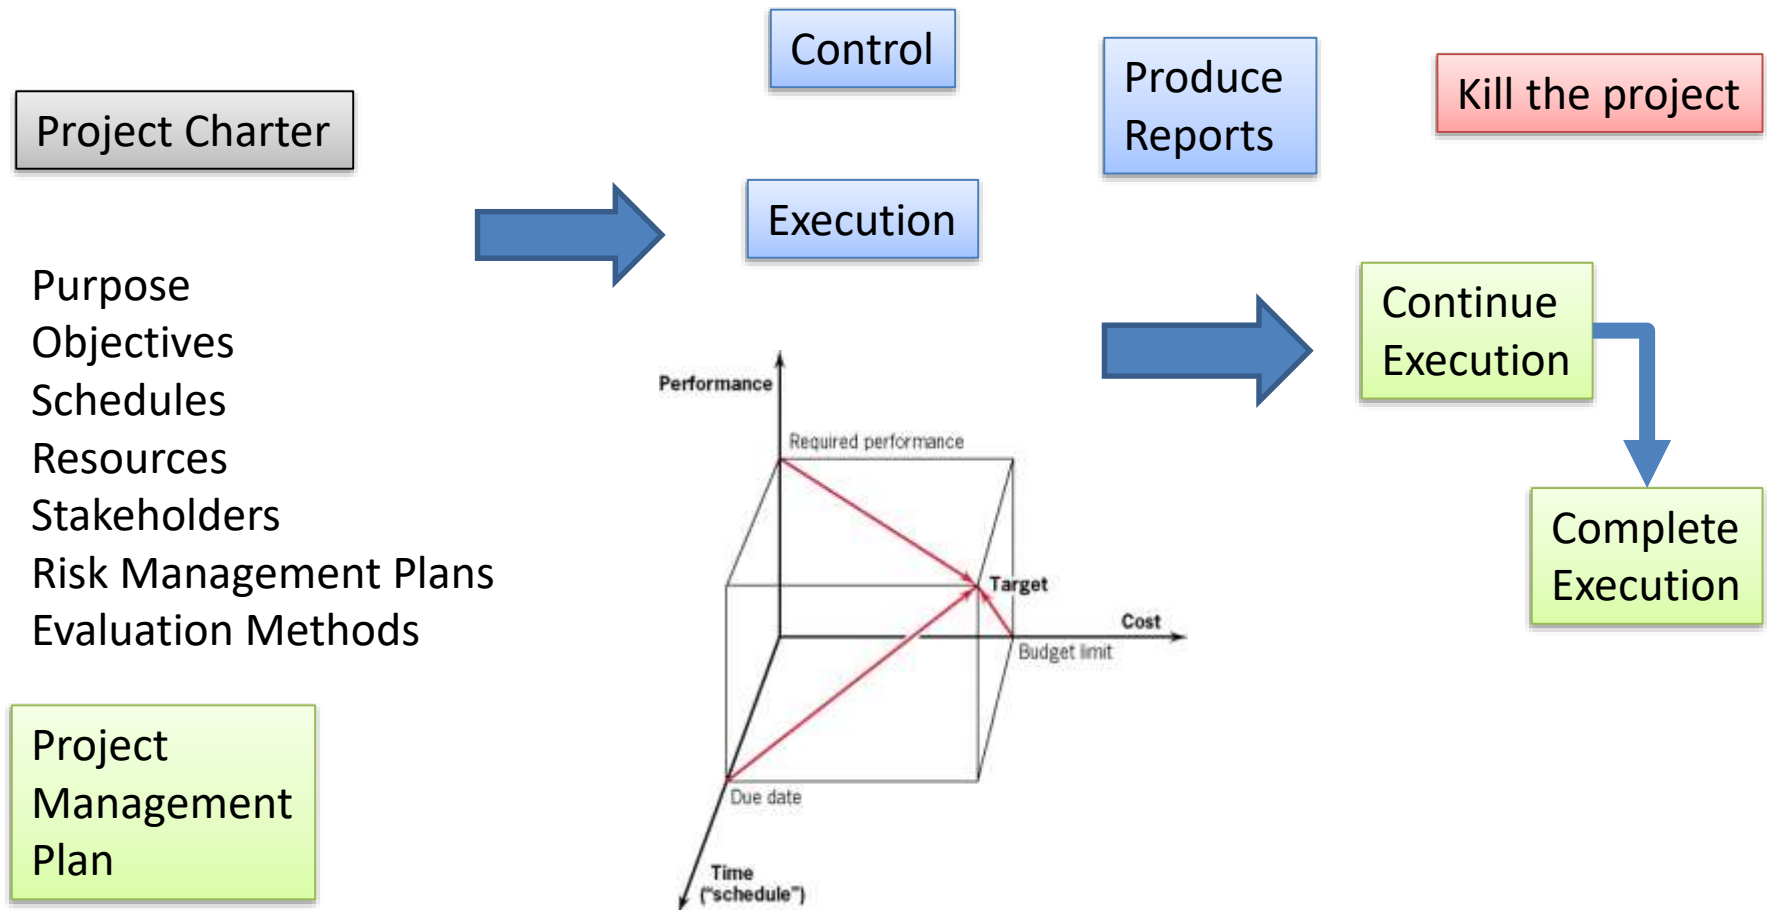 Project Charter
Purpose
Objectives
Schedules
Resources
Stakeholders
Risk Management Plans
Evaluation Methods
Project
Management
Plan
Control
Execution
Performance
Required performance
Target
Cost
Budget limit
Due date
Time
("schedule")
Produce
Reports
Kill the project
Continue
Execution
Complete
Execution